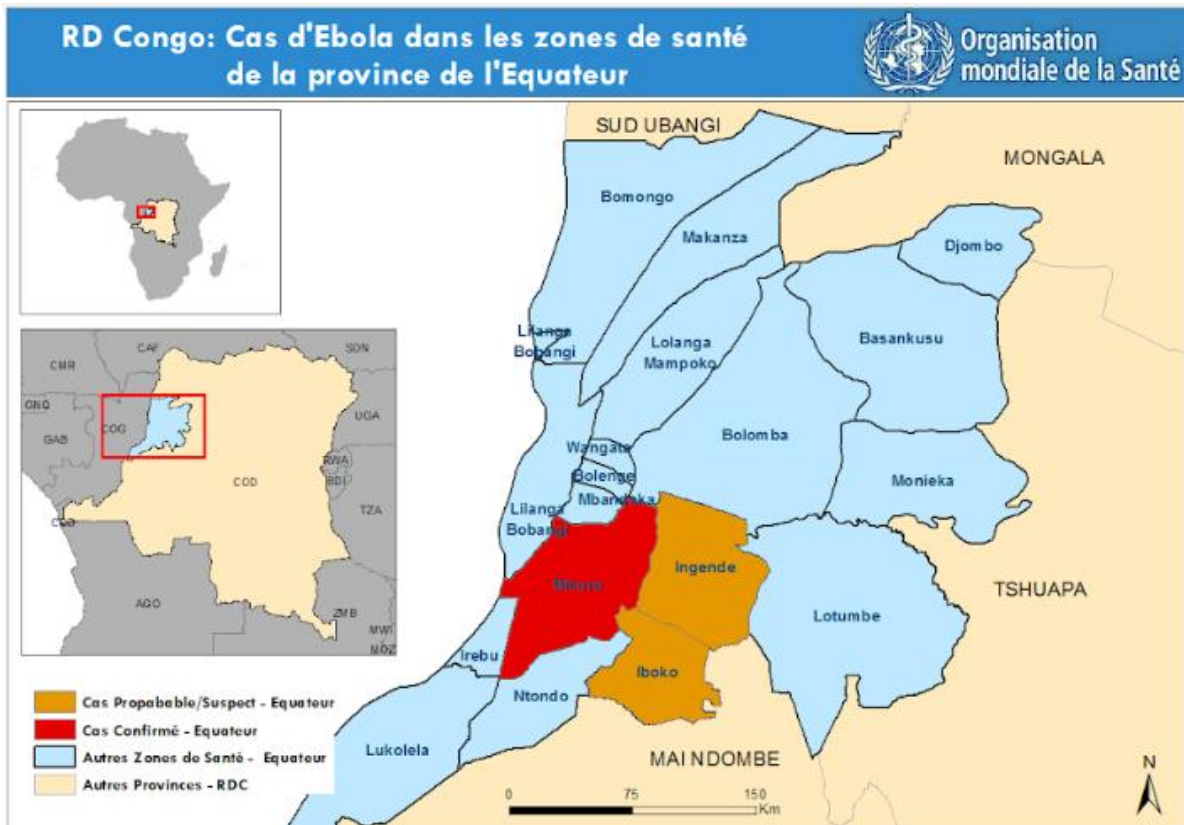 RD Congo: Cas d'Ebola dans les zones de santé
de la province de l'Equateur
Organisation
mondiale de la Santé
SUD UBANGI
MONGALA
Bomongo
Makanza
Djombo
Lilanga
Bobangi
Lolanga
Mampoko
Basankusu
Wangata
Bolomba
Bolenge
Monieka
Mbandaka
Lilanga
Bobangi
Ingende
TSHUAPA
Lotumbe
Irebu
Iboko
Ntondo
Lukolela
MAI NDOMBE
CAF
SDN
CMR
GNQ
COG
UGA
GAB
RWA
BDI
COD
TZA
AGO
ZMB
MWI
MOZ
Cas Propabable/Suspect - Equateur
Cas Confirmé - Equateur
Autres Zones de Santé - Equateur
Autres Provinces - RDC
0 75 150
Km
N